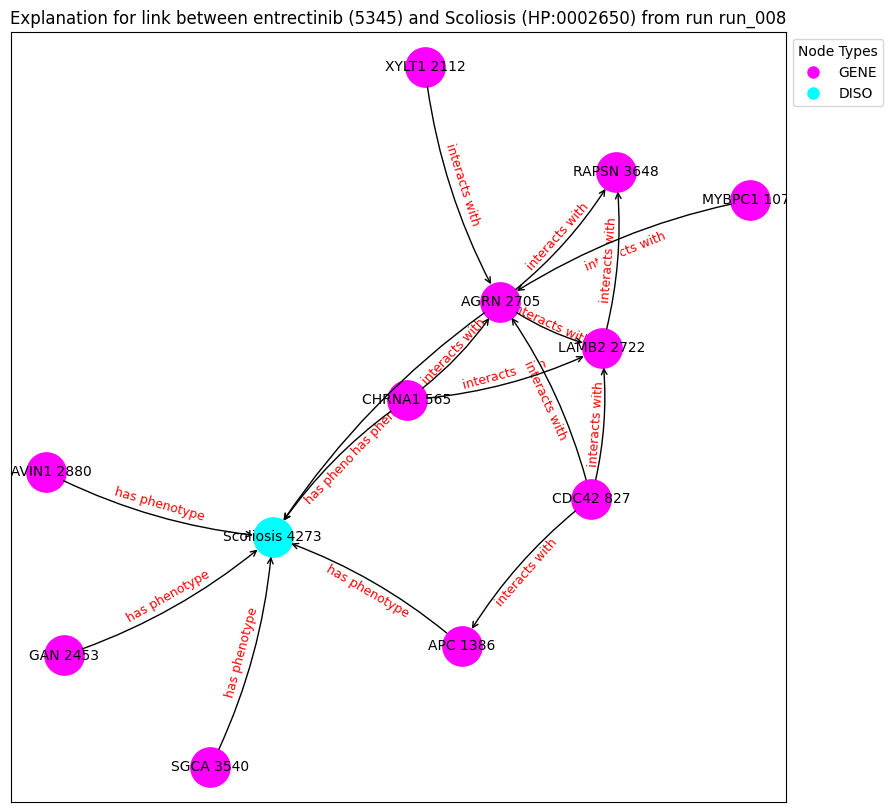 Explanation for link between entrectinib (5345) and Scoliosis (HP:0002650) from run run_008
Node Types
GENE
DISO
XYLT1 2112
interacts with
RAPSN 3648
MYBPC1 107
interacts with
interacts with
interacts with
AGRN 2705
interacts with
LAMB2 2722
interacts with
interacts
CHRNA1 565
interacts with
interacts with
has pheno
has phen
AVIN1 2880
has phenotype
CDC42 827
Scoliosis 4273
interacts with
has phenotype
has phenotype
has phenotype
APC 1386
GAN 2453
SGCA 3540